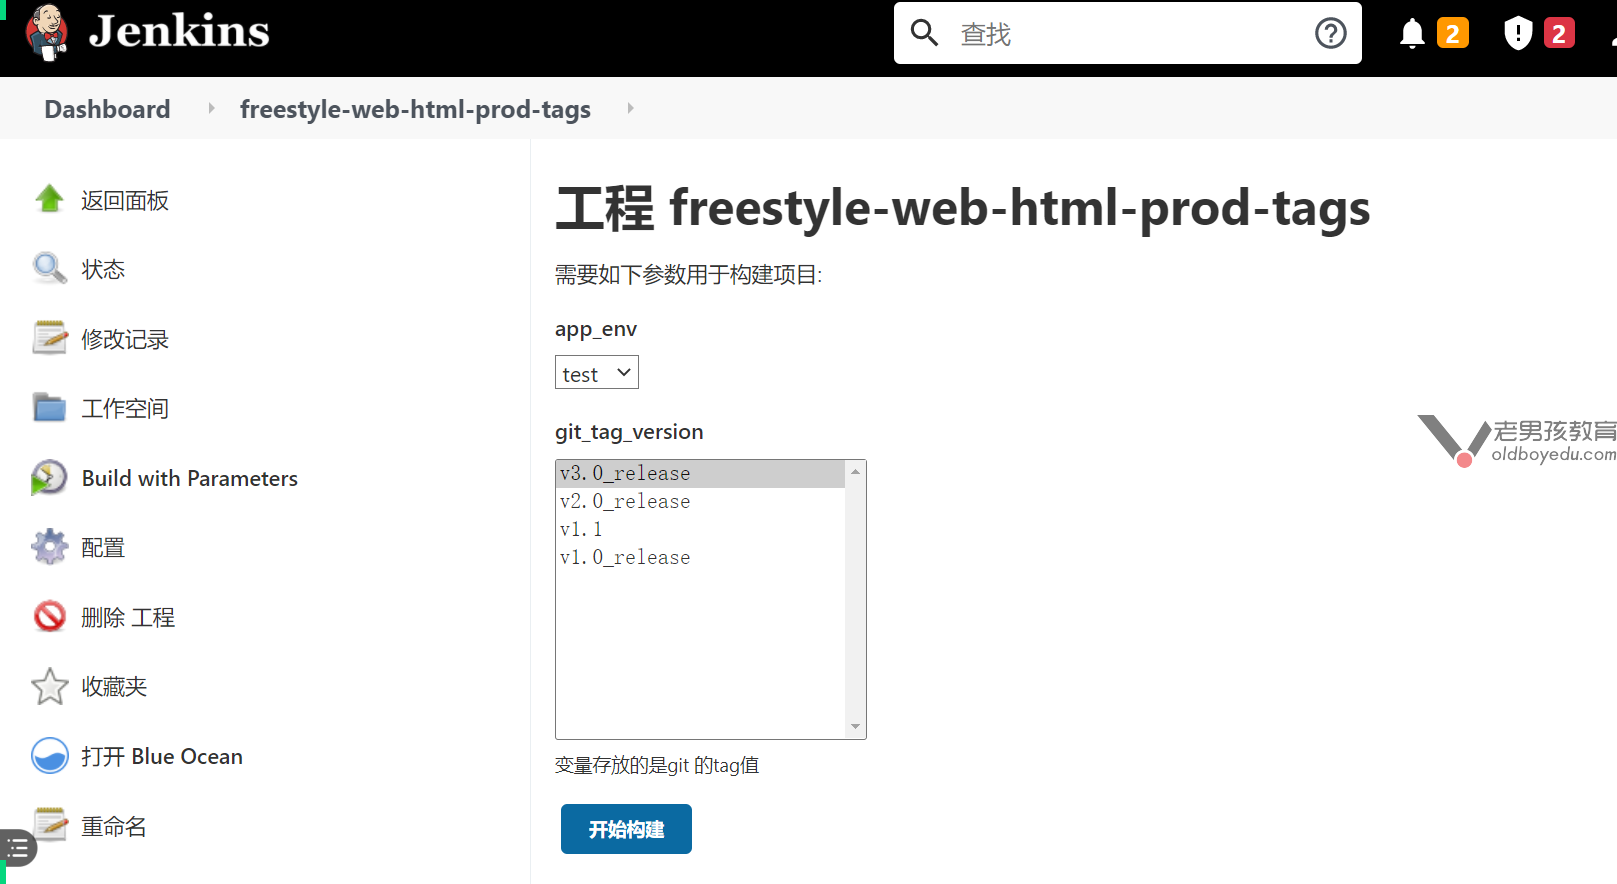 Jenkins
查找
2
2
Dashboard
freestyle-web-html-prod-tags
返回面板
状态
修改记录
工作空间
Build with Parameters
配置
删除 工程
收藏夹
打开 Blue Ocean
重命名
工程 freestyle-web-html-prod-tags
需要如下参数用于构建项目:
app_env
test
git_tag_version
v3.0_release
v2.0_release
v1.1
v1.0_release
变量存放的是git 的tag值
开始构建
老男孩教育
oldboyedu.com